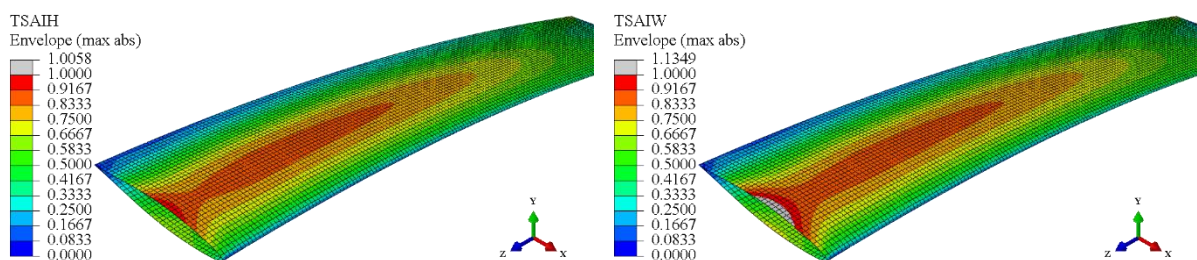 TSAIH
Envelope (max abs)
1.0058
1.0000
0.9167
0.8333
0.7500
0.6667
0.5833
0.5000
0.4167
0.3333
0.2500
0.1667
0.0833
0.0000
Y
Z
X
TSAIW
Envelope (max abs)
1.1349
1.0000
0.9167
0.8333
0.7500
0.6667
0.5833
0.5000
0.4167
0.3333
0.2500
0.1667
0.0833
0.0000
Y
Z
X